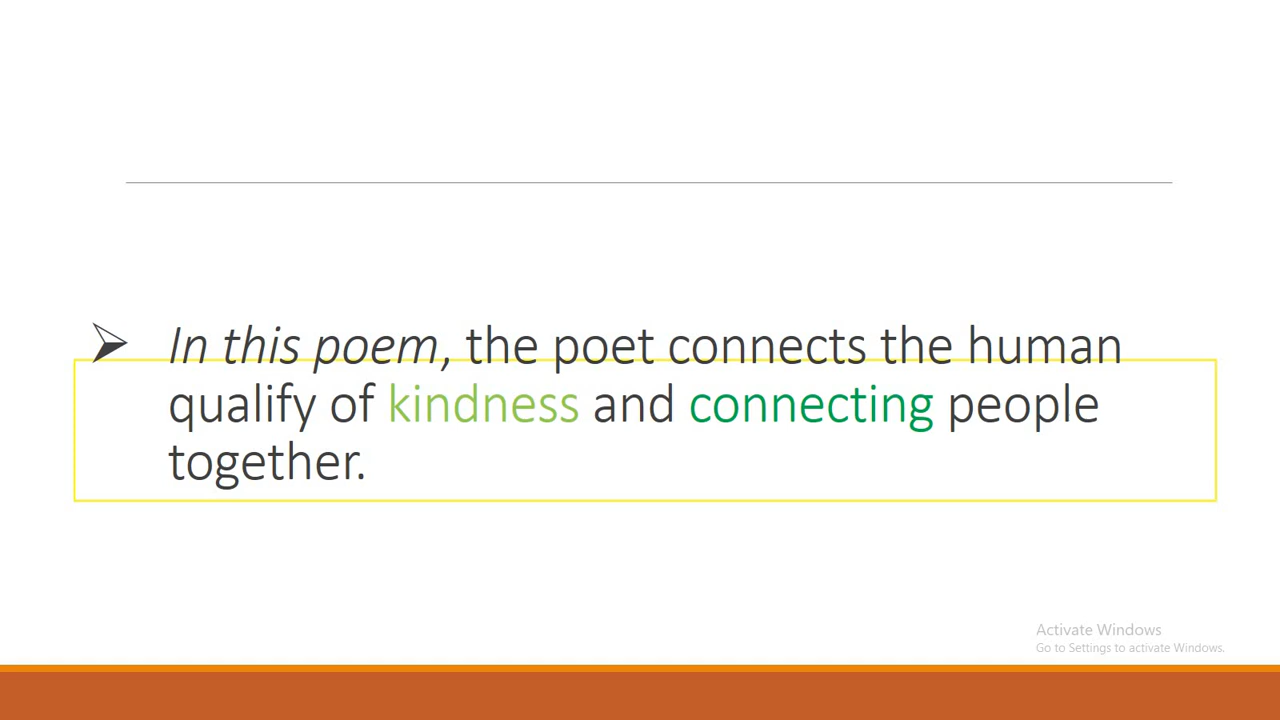 In this poem, the poet connects the human
qualify of kindness and connecting people
together.
Activate Windows
Go to Settings to activate Windows.